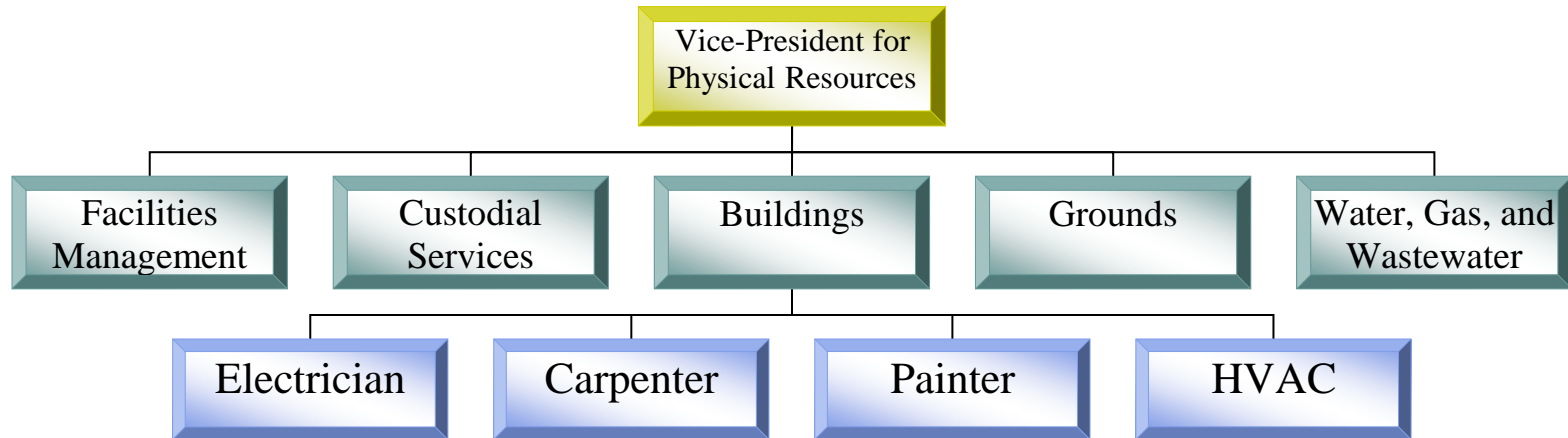 Vice-President for
Physical Resources
Facilities
Management
Custodial
Services
Buildings
Grounds
Water, Gas, and
Wastewater
Electrician
Carpenter
Painter
HVAC